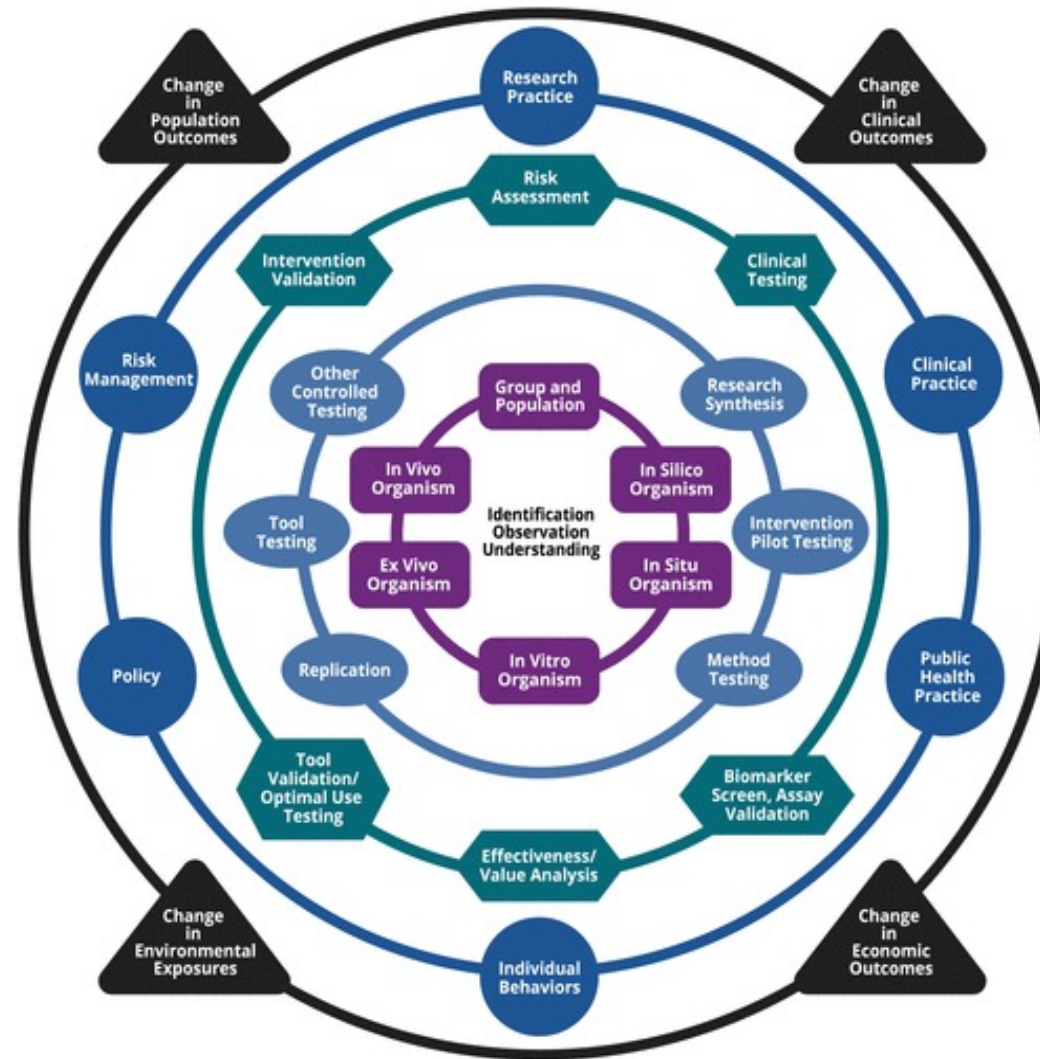 Change
in
Population
Outcomes
Research
Practice
Change
in
Clinical
Outcomes
Risk
Assessment
Intervention
Validation
Clinical
Testing
Risk
Management
Other
Controlled
Testing
Group and
Population
Research
Synthesis
Clinical
Practice
In Vivo
Organism
In Silico
Organism
Tool
Testing
Identification
Observation
Understanding
Intervention
Pilot Testing
Ex Vivo
Organism
In Situ
Organism
Policy
Replication
In Vitro
Organism
Method
Testing
Public
Health
Practice
Tool
Validation/
Optimal Use
Testing
Biomarker
Screen, Assay
Validation
Effectiveness/
Value Analysis
Change
in
Environmental
Exposures
Individual
Behaviors
Change
in
Economic
Outcomes